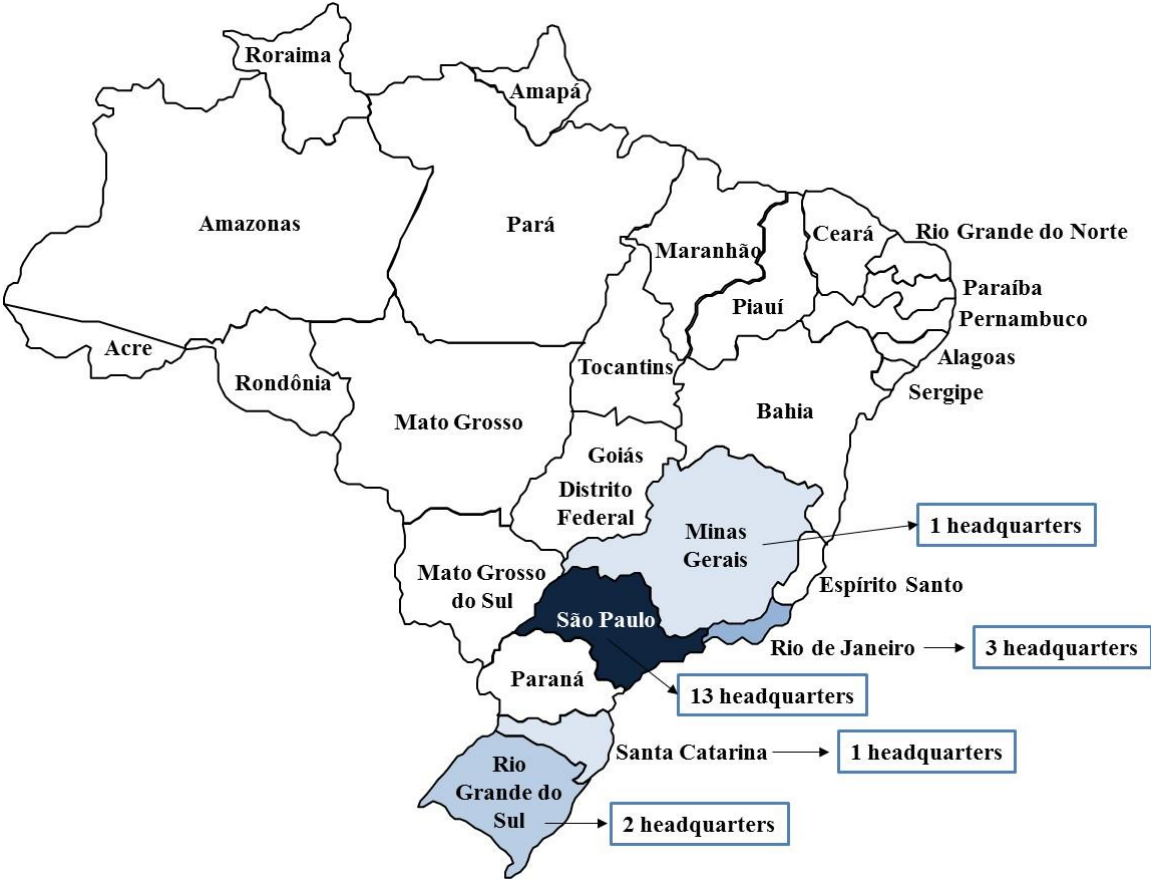 Roraima
Amapá
Amazonas
Pará
Maranhão
Ceará
Rio Grande do Norte
Piauí
Paraíba
Pernambuco
Acre
Rondônia
Tocantins
Alagoas
Sergipe
Mato Grosso
Bahia
Goiás
Distrito
Federal
Minas
Gerais
1 headquarters
Mato Grosso
do Sul
Espírito Santo
São Paulo
Rio de Janeiro
3 headquarters
Paraná
13 headquarters
Santa Catarina
1 headquarters
Rio
Grande do
Sul
2 headquarters